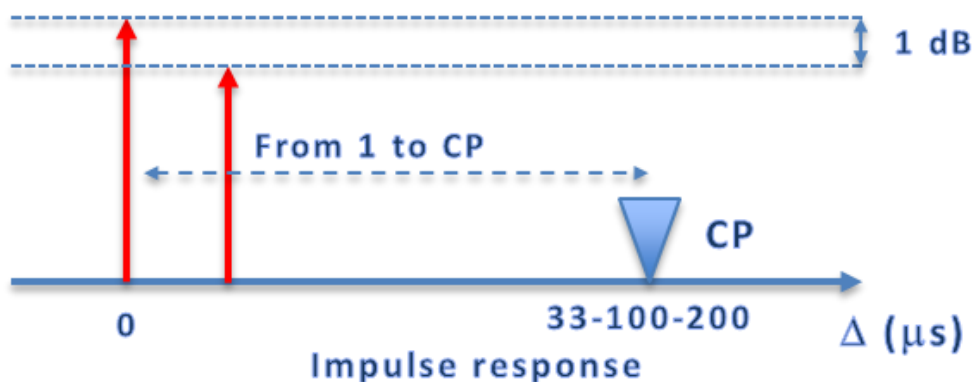 1 dB
From 1 to CP
CP
0
33-100-200
Δ (μs)
Impulse response